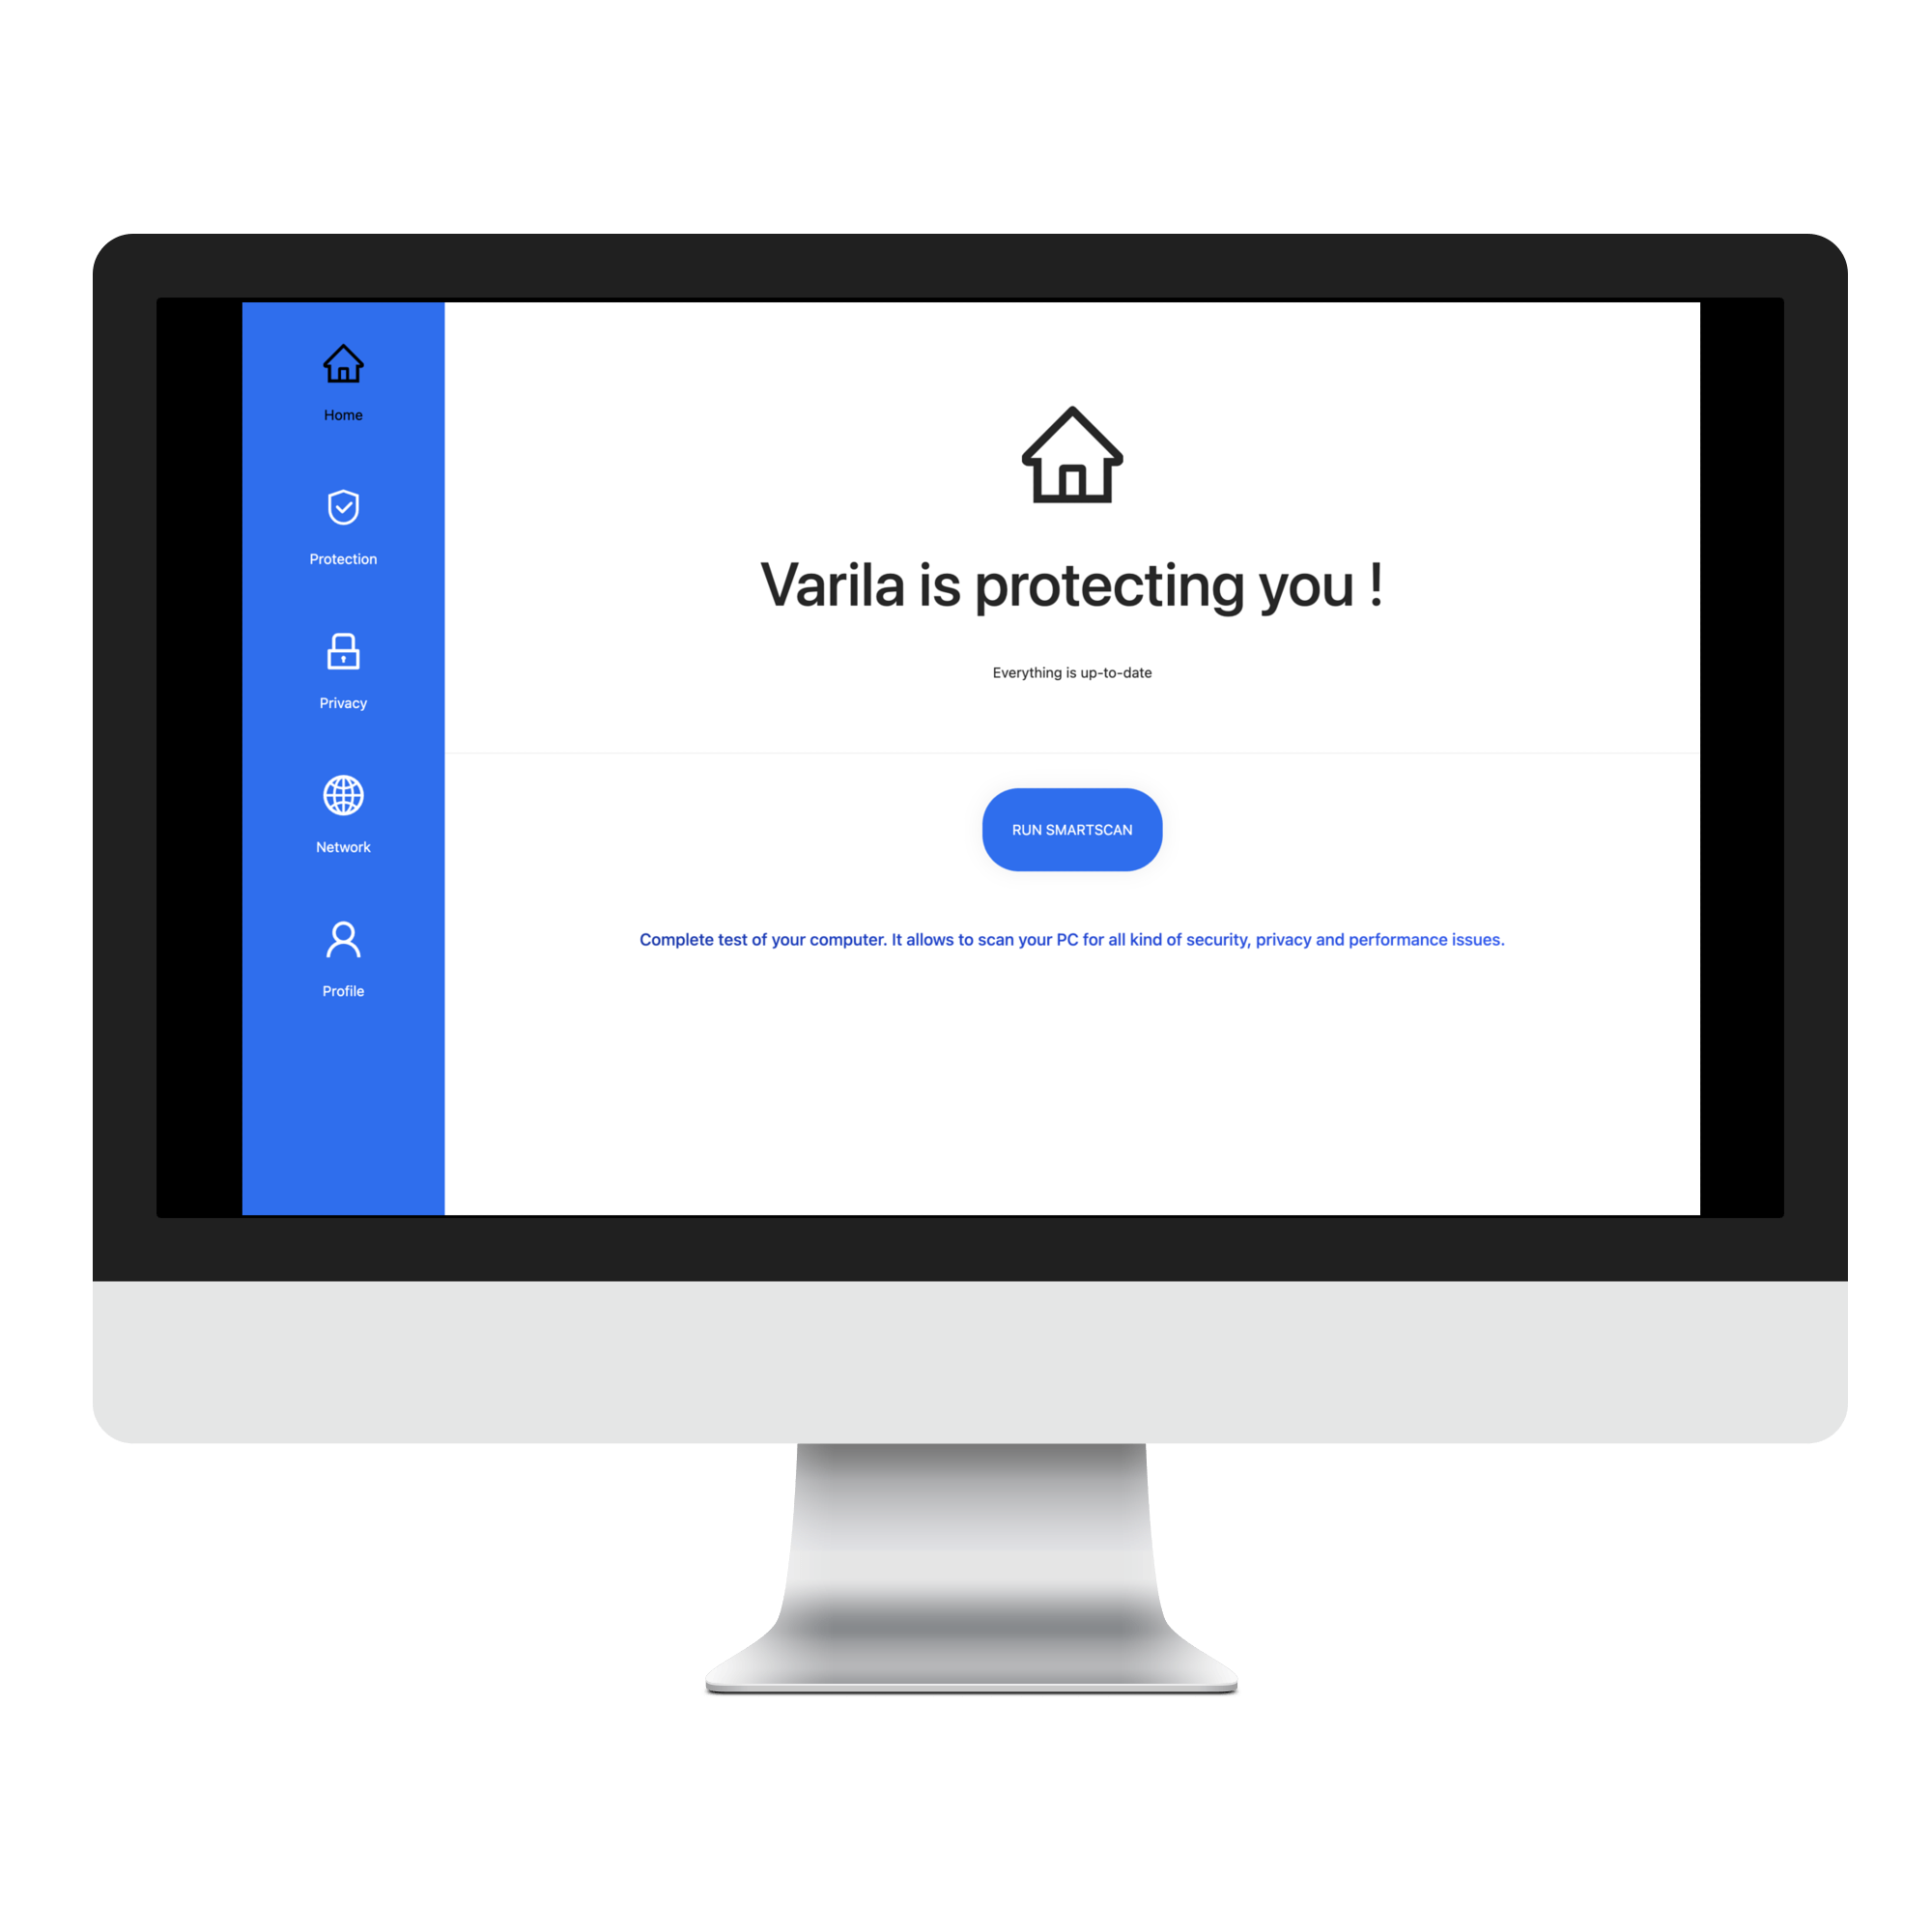 Home
Protection
Privacy
Network
Profile
Varila is protecting you !
Everything is up-to-date
RUN SMARTSCAN
Complete test of your computer. It allows to scan your PC for all kind of security, privacy and performance issues.